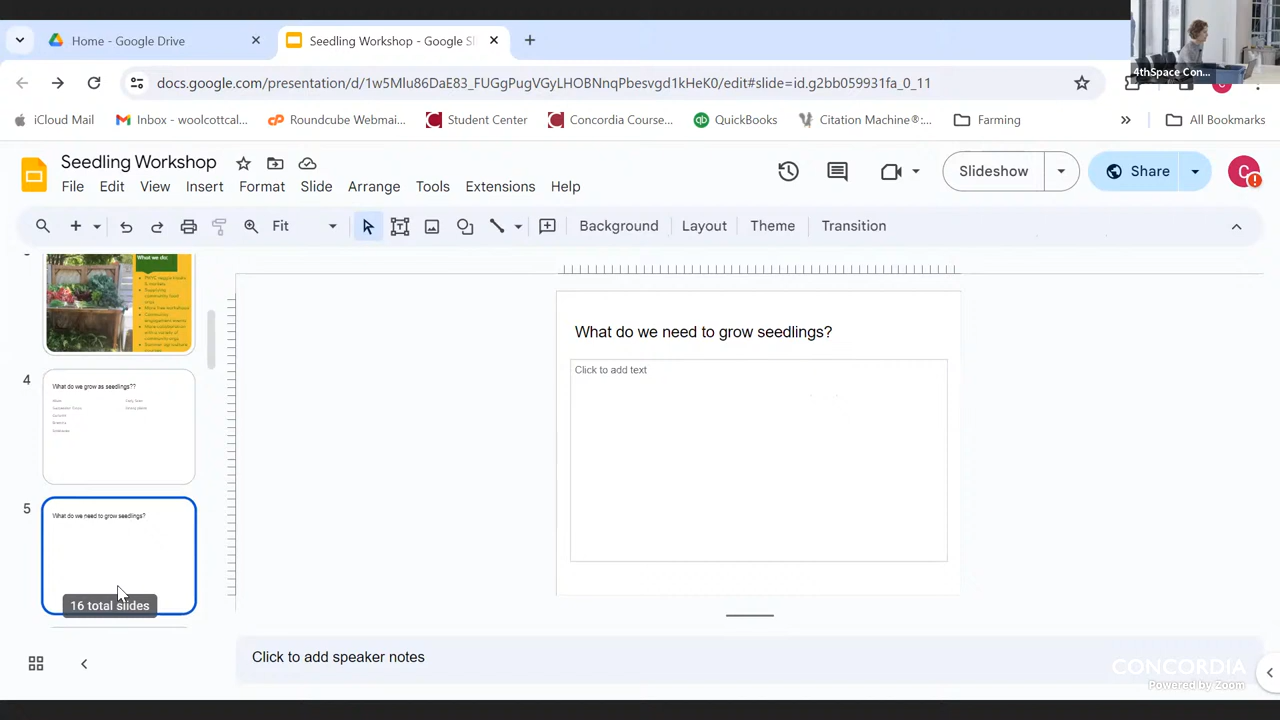 Home - Google Drive
Seedling Workshop - Google Sl
docs.google.com/presentation/d/1w5Mlu86D8F83_FUGgrugVGyLHOBNnqPbesvgd1kHeK0/edit#slide=id.g2bb059931fa_0_11
4thSpace Con...
iCloud Mail
Inbox - woolcottcal...
Roundcube Webmai...
Student Center
Concordia Course...
QuickBooks
Citation Machine®:...
Farming
All Bookmarks
Seedling Workshop
Slideshow
Share
C
File Edit View Insert Format Slide Arrange Tools Extensions Help
Fit
Background Layout Theme Transition
What we do:
4
What do we grow as seedlings??
5
What do we need to grow seedlings?
16 total slides
What do we need to grow seedlings?
Click to add text
Click to add speaker notes
CONCORDIA
Powered by Zoom